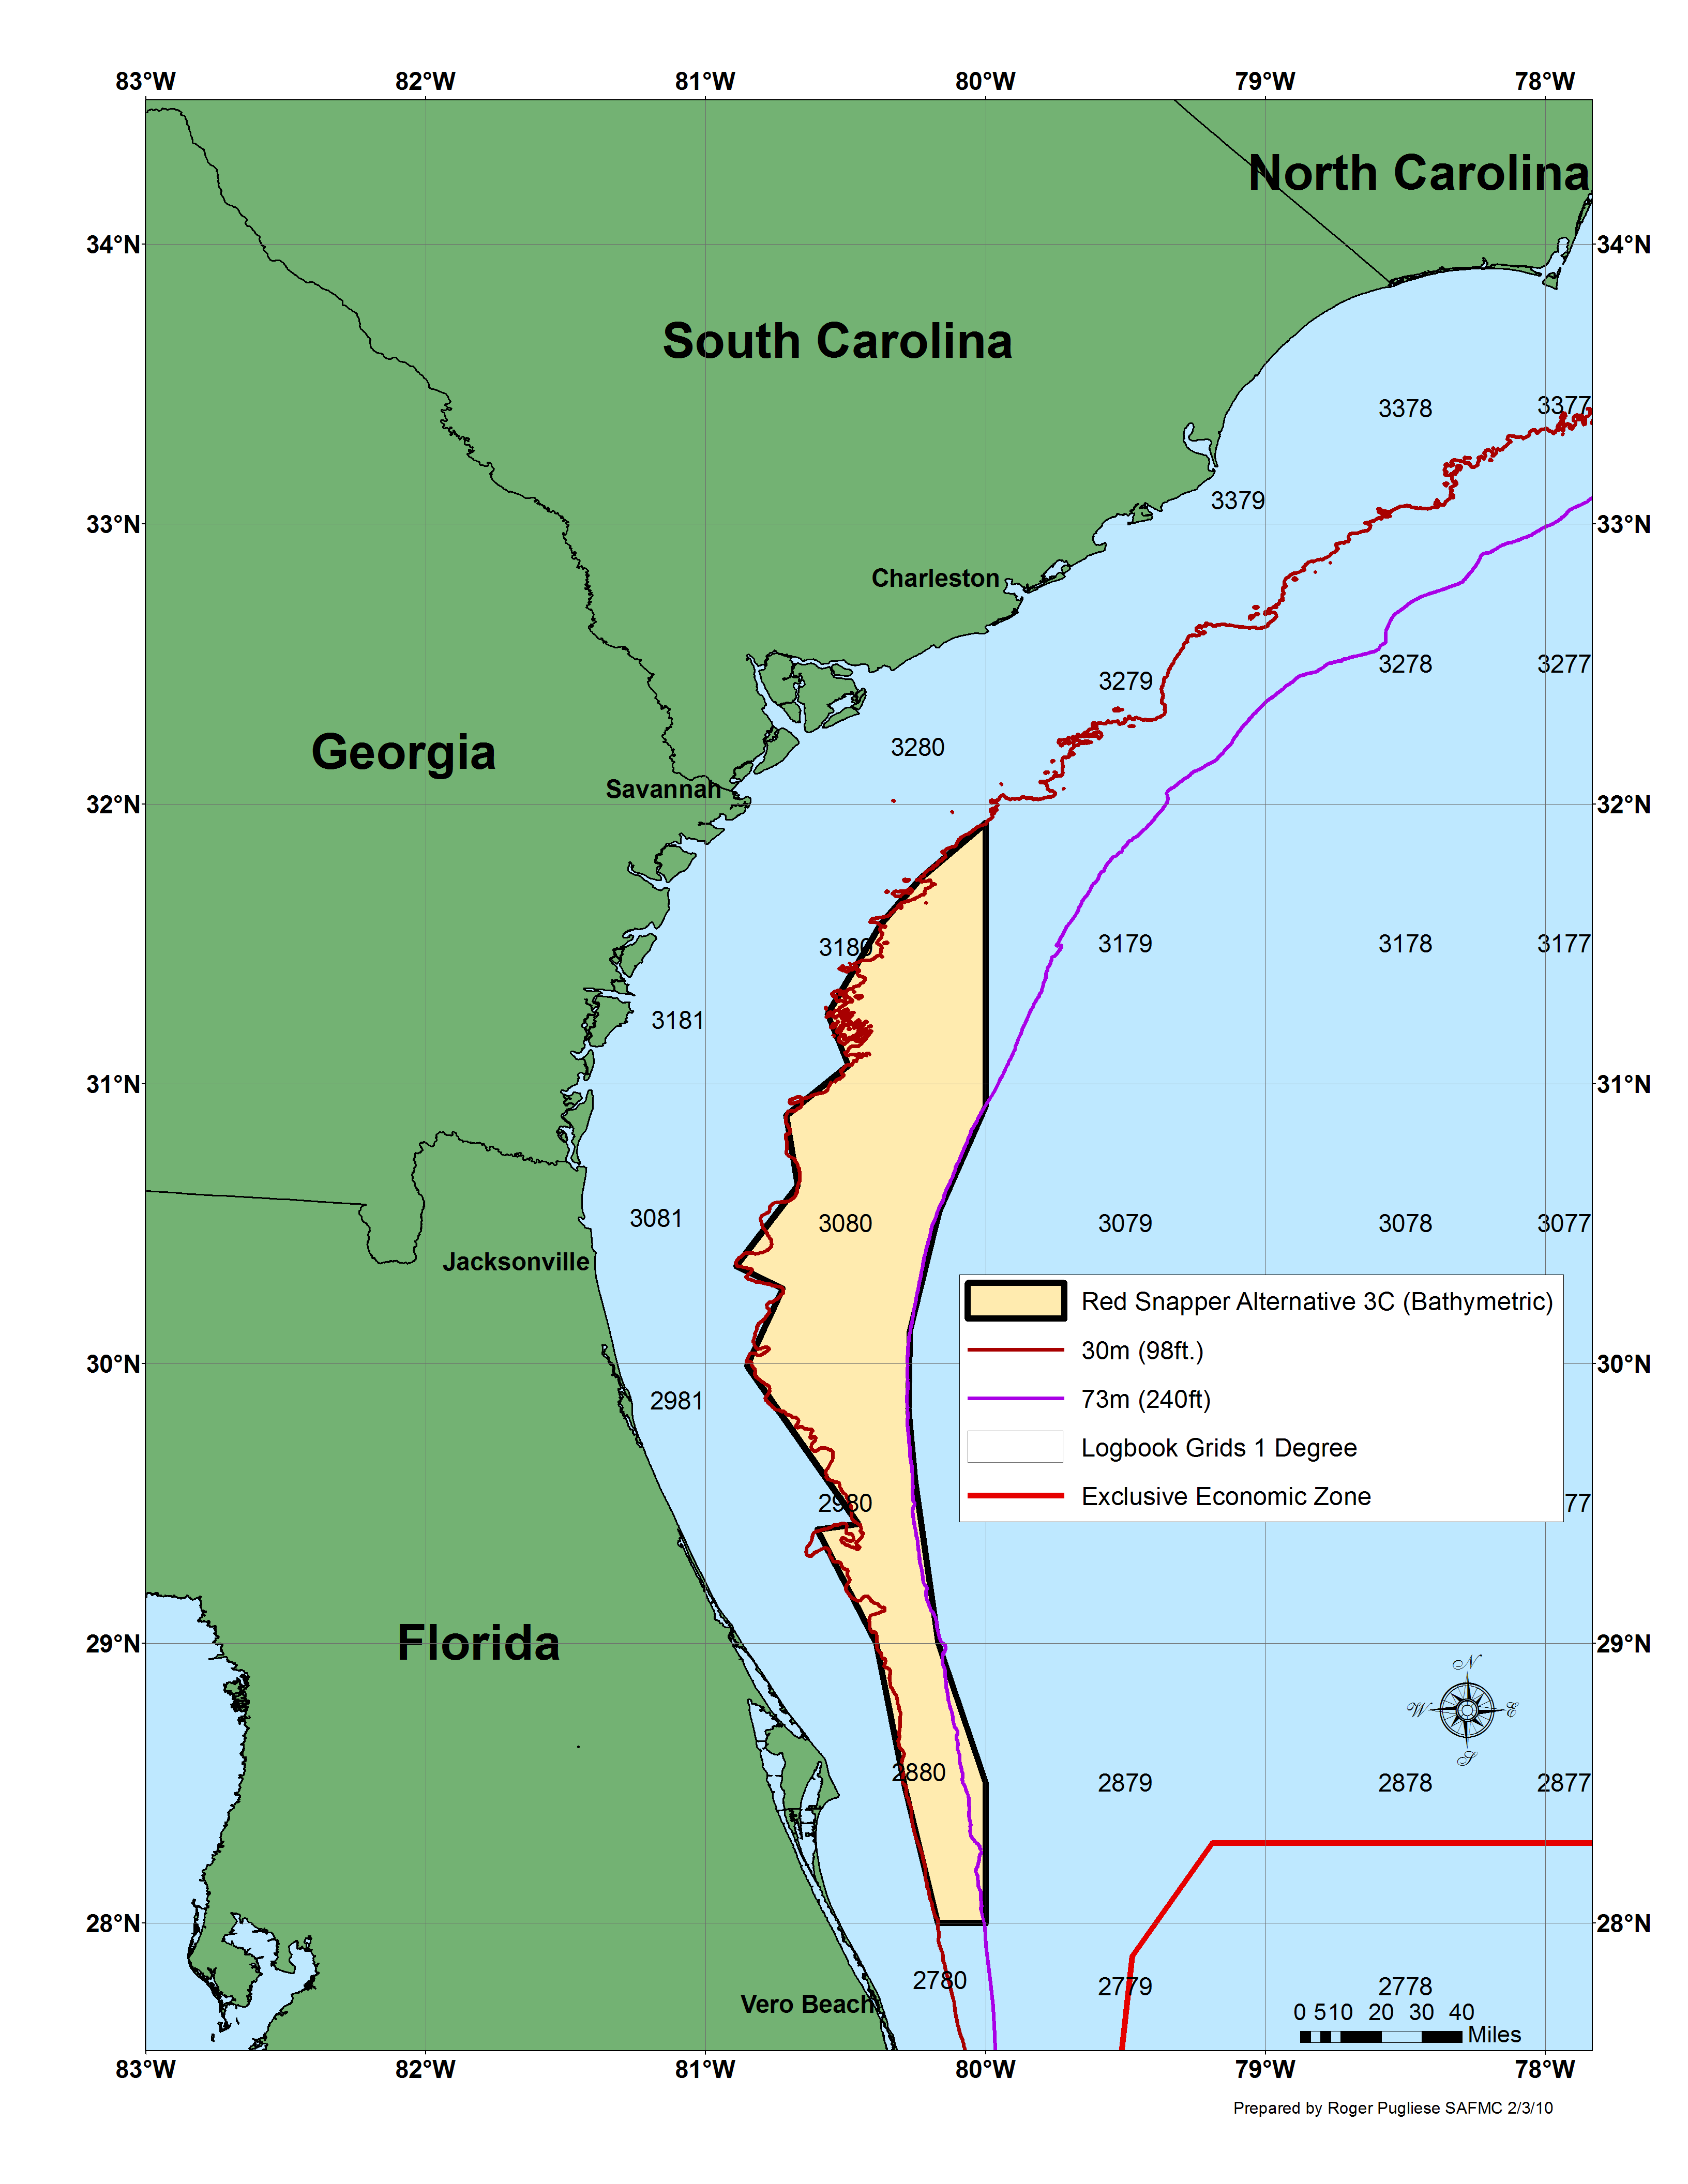 83°W 82°W 81°W 80°W 79°W 78°W
North Carolina
34°N 34°N
South Carolina
3378 3377
3379
33°N 33°N
Charleston
3278 3277
3279
Georgia
3280
Savannah
32°N 32°N
3180 3179 3178 3177
3181
31°N 31°N
3081 3080 3079 3078 3077
Jacksonville
Red Snapper Alternative 3C (Bathymetric)
30m (98ft.)
30°N 30°N
73m (240ft)
2981
Logbook Grids 1 Degree
Exclusive Economic Zone
2980 77
29°N 29°N
Florida
N
W E
S
2880 2879 2878 2877
28°N 28°N
2780 2779 2778
Vero Beach
0 5 10 20 30 40
Miles
83°W 82°W 81°W 80°W 79°W 78°W
Prepared by Roger Pugliese SAFMC 2/3/10